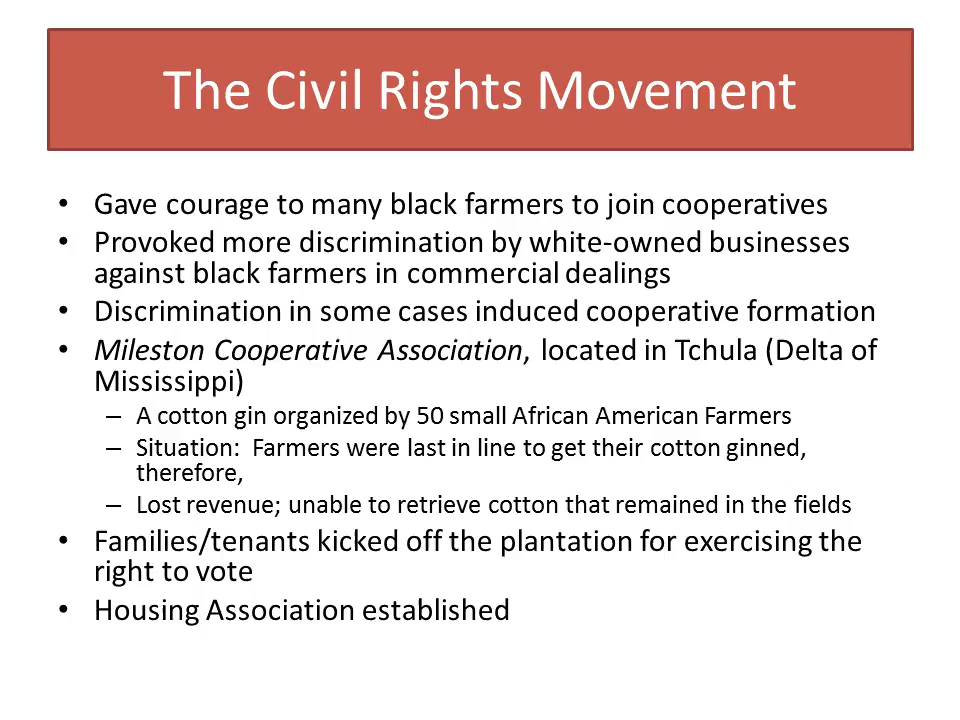 The Civil Rights Movement
• Gave courage to many black farmers to join cooperatives
• Provoked more discrimination by white-owned businesses
against black farmers in commercial dealings
• Discrimination in some cases induced cooperative formation
• Mileston Cooperative Association, located in Tchula (Delta of
Mississippi)
– A cotton gin organized by 50 small African American Farmers
– Situation:  Farmers were last in line to get their cotton ginned,
therefore,
– Lost revenue; unable to retrieve cotton that remained in the fields
• Families/tenants kicked off the plantation for exercising the
right to vote
• Housing Association established